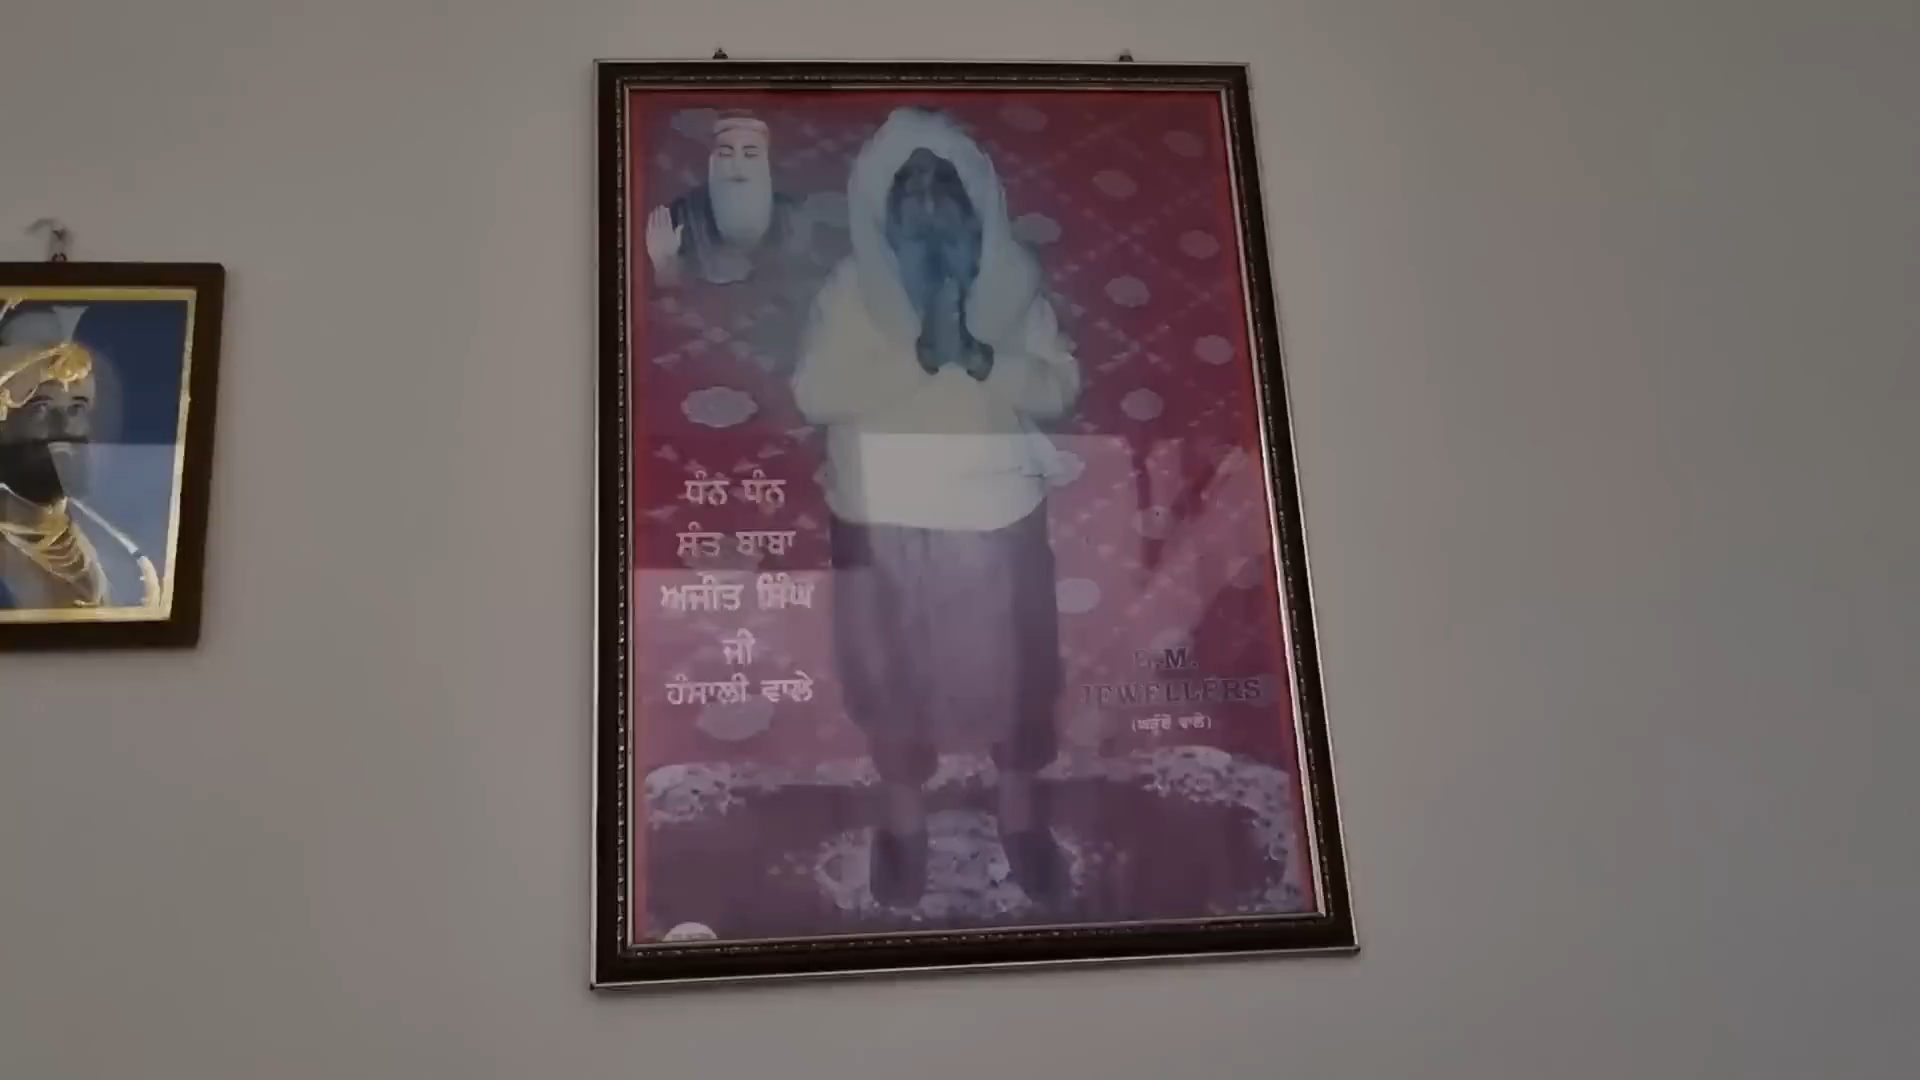 ਧੰਨ ਧੰਨ
ਸੰਤ ਬਾਬਾ
ਅਜੀਤ ਸਿੰਘ
ਜੀ
ਹੰਸਾਲੀ ਵਾਲੇ
JEWELLERS
ਵਾਲੇ)